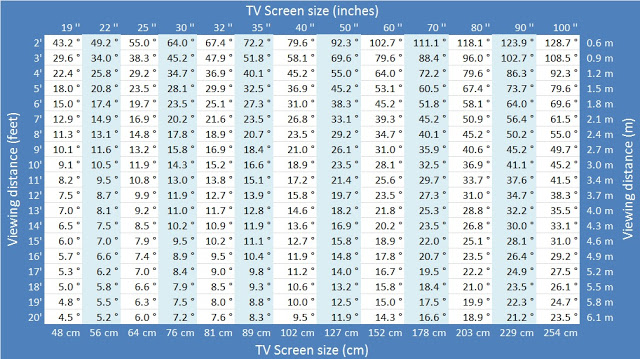 TV Screen size (inches)
19 " 22 " 25 " 30 " 32 " 35 " 40 " 50 " 60 " 70 " 80 " 90 " 100 "
2' 43.2 ° 49.2 ° 55.0 ° 64.0 ° 67.4 ° 72.2 ° 79.6 ° 92.3 ° 102.7 ° 111.1 ° 118.1 ° 123.9 ° 128.7 ° 0.6 m
3' 29.6 ° 34.0 ° 38.3 ° 45.2 ° 47.9 ° 51.8 ° 58.1 ° 69.6 ° 79.6 ° 88.4 ° 96.0 ° 102.7 ° 108.5 ° 0.9 m
4' 22.4 ° 25.8 ° 29.2 ° 34.7 ° 36.9 ° 40.1 ° 45.2 ° 55.0 ° 64.0 ° 72.2 ° 79.6 ° 86.3 ° 92.3 ° 1.2 m
5' 18.0 ° 20.8 ° 23.5 ° 28.1 ° 29.9 ° 32.5 ° 36.9 ° 45.2 ° 53.1 ° 60.5 ° 67.4 ° 73.7 ° 79.6 ° 1.5 m
6' 15.0 ° 17.4 ° 19.7 ° 23.5 ° 25.1 ° 27.3 ° 31.0 ° 38.3 ° 45.2 ° 51.8 ° 58.1 ° 64.0 ° 69.6 ° 1.8 m
7' 12.9 ° 14.9 ° 16.9 ° 20.2 ° 21.6 ° 23.5 ° 26.8 ° 33.1 ° 39.3 ° 45.2 ° 50.9 ° 56.4 ° 61.5 ° 2.1 m
8' 11.3 ° 13.1 ° 14.8 ° 17.8 ° 18.9 ° 20.7 ° 23.5 ° 29.2 ° 34.7 ° 40.1 ° 45.2 ° 50.2 ° 55.0 ° 2.4 m
9' 10.1 ° 11.6 ° 13.2 ° 15.8 ° 16.9 ° 18.4 ° 21.0 ° 26.1 ° 31.0 ° 35.9 ° 40.6 ° 45.2 ° 49.7 ° 2.7 m
10' 9.1 ° 10.5 ° 11.9 ° 14.3 ° 15.2 ° 16.6 ° 18.9 ° 23.5 ° 28.1 ° 32.5 ° 36.9 ° 41.1 ° 45.2 ° 3.0 m
11' 8.2 ° 9.5 ° 10.8 ° 13.0 ° 13.8 ° 15.1 ° 17.2 ° 21.4 ° 25.6 ° 29.7 ° 33.7 ° 37.6 ° 41.5 ° 3.4 m
12' 7.5 ° 8.7 ° 9.9 ° 11.9 ° 12.7 ° 13.9 ° 15.8 ° 19.7 ° 23.5 ° 27.3 ° 31.0 ° 34.7 ° 38.3 ° 3.7 m
13' 7.0 ° 8.1 ° 9.2 ° 11.0 ° 11.7 ° 12.8 ° 14.6 ° 18.2 ° 21.8 ° 25.3 ° 28.8 ° 32.2 ° 35.5 ° 4.0 m
14' 6.5 ° 7.5 ° 8.5 ° 10.2 ° 10.9 ° 11.9 ° 13.6 ° 16.9 ° 20.2 ° 23.5 ° 26.8 ° 30.0 ° 33.1 ° 4.3 m
15' 6.0 ° 7.0 ° 7.9 ° 9.5 ° 10.2 ° 11.1 ° 12.7 ° 15.8 ° 18.9 ° 22.0 ° 25.1 ° 28.1 ° 31.0 ° 4.6 m
16' 5.7 ° 6.6 ° 7.4 ° 8.9 ° 9.5 ° 10.4 ° 11.9 ° 14.8 ° 17.8 ° 20.7 ° 23.5 ° 26.4 ° 29.2 ° 4.9 m
17' 5.3 ° 6.2 ° 7.0 ° 8.4 ° 9.0 ° 9.8 ° 11.2 ° 14.0 ° 16.7 ° 19.5 ° 22.2 ° 24.9 ° 27.5 ° 5.2 m
18' 5.0 ° 5.8 ° 6.6 ° 7.9 ° 8.5 ° 9.3 ° 10.6 ° 13.2 ° 15.8 ° 18.4 ° 21.0 ° 23.5 ° 26.1 ° 5.5 m
19' 4.8 ° 5.5 ° 6.3 ° 7.5 ° 8.0 ° 8.8 ° 10.0 ° 12.5 ° 15.0 ° 17.5 ° 19.9 ° 22.3 ° 24.7 ° 5.8 m
20' 4.5 ° 5.2 ° 6.0 ° 7.2 ° 7.6 ° 8.3 ° 9.5 ° 11.9 ° 14.3 ° 16.6 ° 18.9 ° 21.2 ° 23.5 ° 6.1 m
48 cm 56 cm 64 cm 76 cm 81 cm 89 cm 102 cm 127 cm 152 cm 178 cm 203 cm 229 cm 254 cm
TV Screen size (cm)
Viewing distance (feet)
Viewing distance (m)